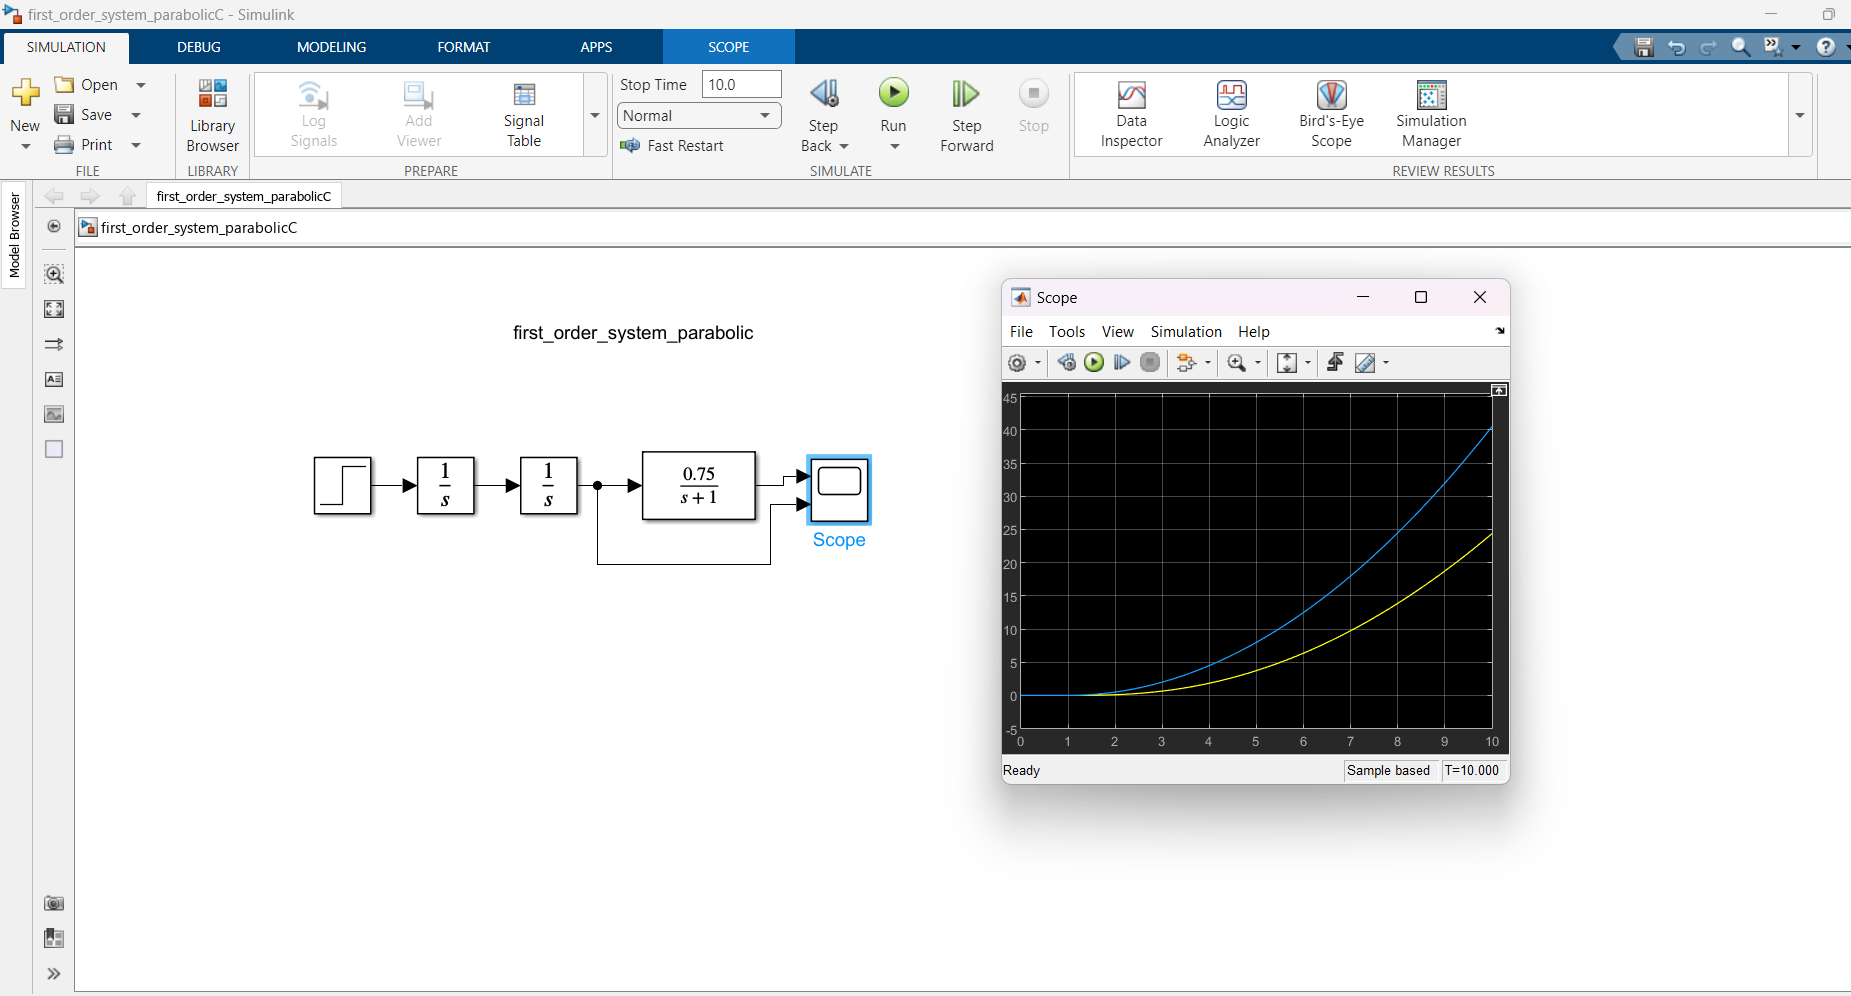 first_order_system_parabolicC - Simulink
SIMULATION DEBUG MODELING FORMAT APPS SCOPE
New
Open
Save
Print
FILE
Library
Browser
LIBRARY
Log
Signals
Add
Viewer
Signal
Table
PREPARE
Stop Time 10.0
Normal
Fast Restart
Step
Back
Run
Step
Forward
Stop
SIMULATE
Data
Inspector
Logic
Analyzer
Bird's-Eye
Scope
Simulation
Manager
REVIEW RESULTS
Model Browser
first_order_system_parabolicC
first_order_system_parabolicC
first_order_system_parabolic
1
s
1
s
0.75
s + 1
Scope
Scope
File Tools View Simulation Help
45
40
35
30
25
20
15
10
5
0
-5
0 1 2 3 4 5 6 7 8 9 10
Ready Sample based T=10.000